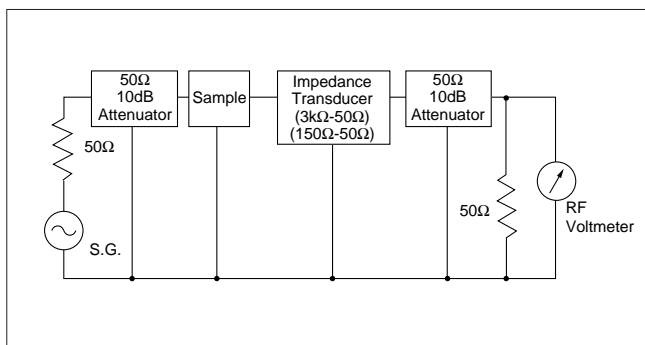 50Ω
10dB
Attenuator
Sample
Impedance
Transducer
(3kΩ-50Ω)
(150Ω-50Ω)
50Ω
10dB
Attenuator
50Ω
S.G.
50Ω
RF
Voltmeter